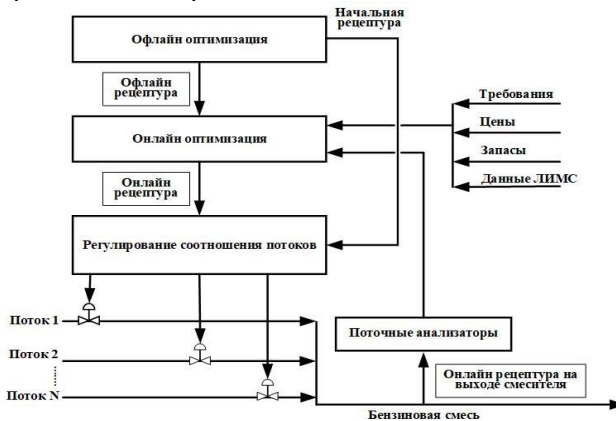 Начальная
рецептура
Офлайн оптимизация
Офлайн
рецептура
Требования
Цены
Запасы
Данные ЛИМС
Онлайн оптимизация
Онлайн
рецептура
Регулирование соотношения потоков
Поток 1
Поток 2
Поток N
Поточные анализаторы
Онлайн рецептура на
выходе смесителя
Бензиновая смесь